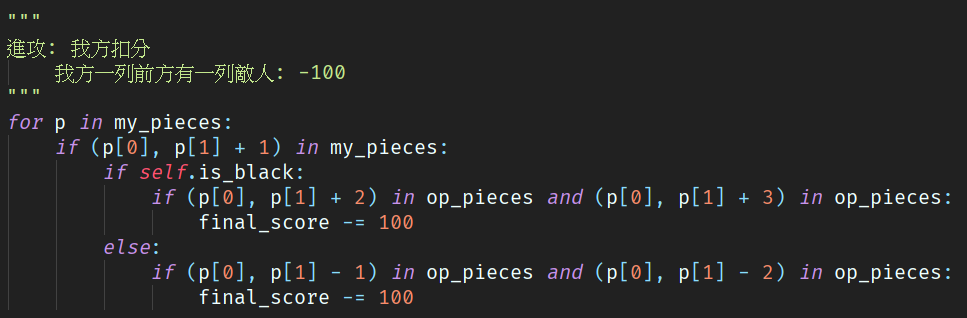 """
進攻: 我方扣分
    我方一列前方有一列敵人: -100
"""
for p in my_pieces:
    if (p[0], p[1] + 1) in my_pieces:
        if self.is_black:
            if (p[0], p[1] + 2) in op_pieces and (p[0], p[1] + 3) in op_pieces:
                final_score -= 100
        else:
            if (p[0], p[1] - 1) in op_pieces and (p[0], p[1] - 2) in op_pieces:
                final_score -= 100